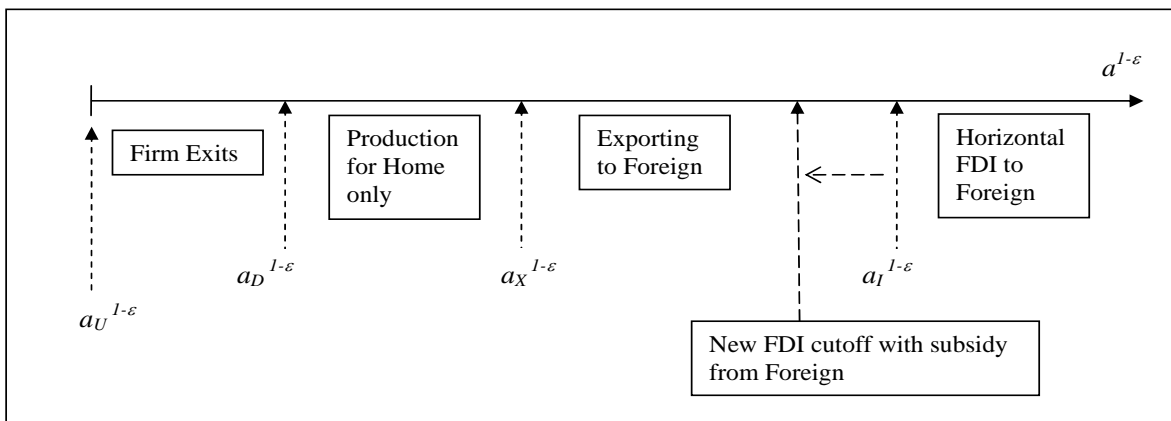 a^{1-ε}
Firm Exits
Production
for Home
only
Exporting
to Foreign
Horizontal
FDI to
Foreign
a_D^{1-ε}
a_X^{1-ε}
a_I^{1-ε}
a_U^{1-ε}
New FDI cutoff with subsidy
from Foreign